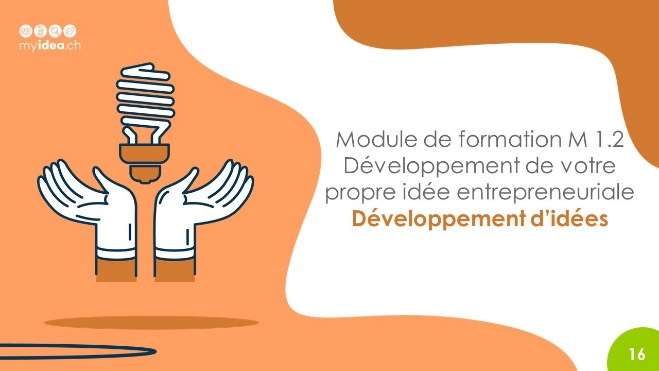 myidea.ch
Module de formation M 1.2
Développement de votre
propre idée entrepreneuriale
Développement d'idées
16